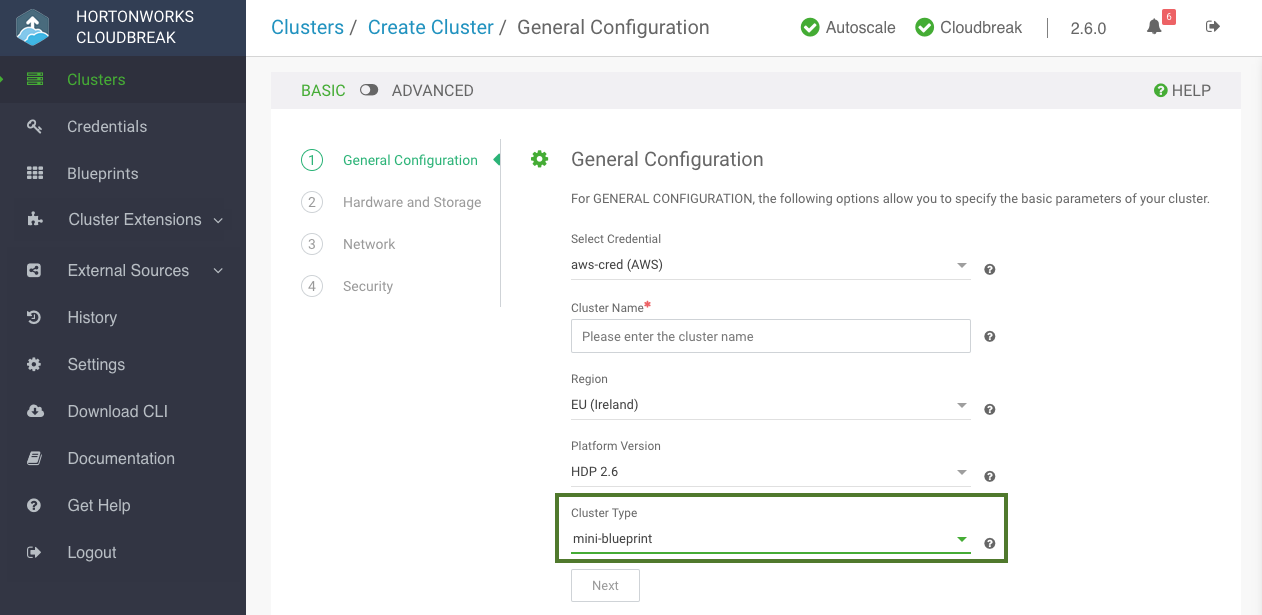 HORTONWORKS
CLOUDBREAK
Clusters
Credentials
Blueprints
Cluster Extensions
External Sources
History
Settings
Download CLI
Documentation
Get Help
Logout
Clusters / Create Cluster / General Configuration
Autoscale Cloudbreak 2.6.0 6
BASIC ADVANCED
HELP
1 General Configuration
2 Hardware and Storage
3 Network
4 Security
General Configuration
For GENERAL CONFIGURATION, the following options allow you to specify the basic parameters of your cluster.
Select Credential
aws-cred (AWS)
Cluster Name*
Please enter the cluster name
Region
EU (Ireland)
Platform Version
HDP 2.6
Cluster Type
mini-blueprint
Next